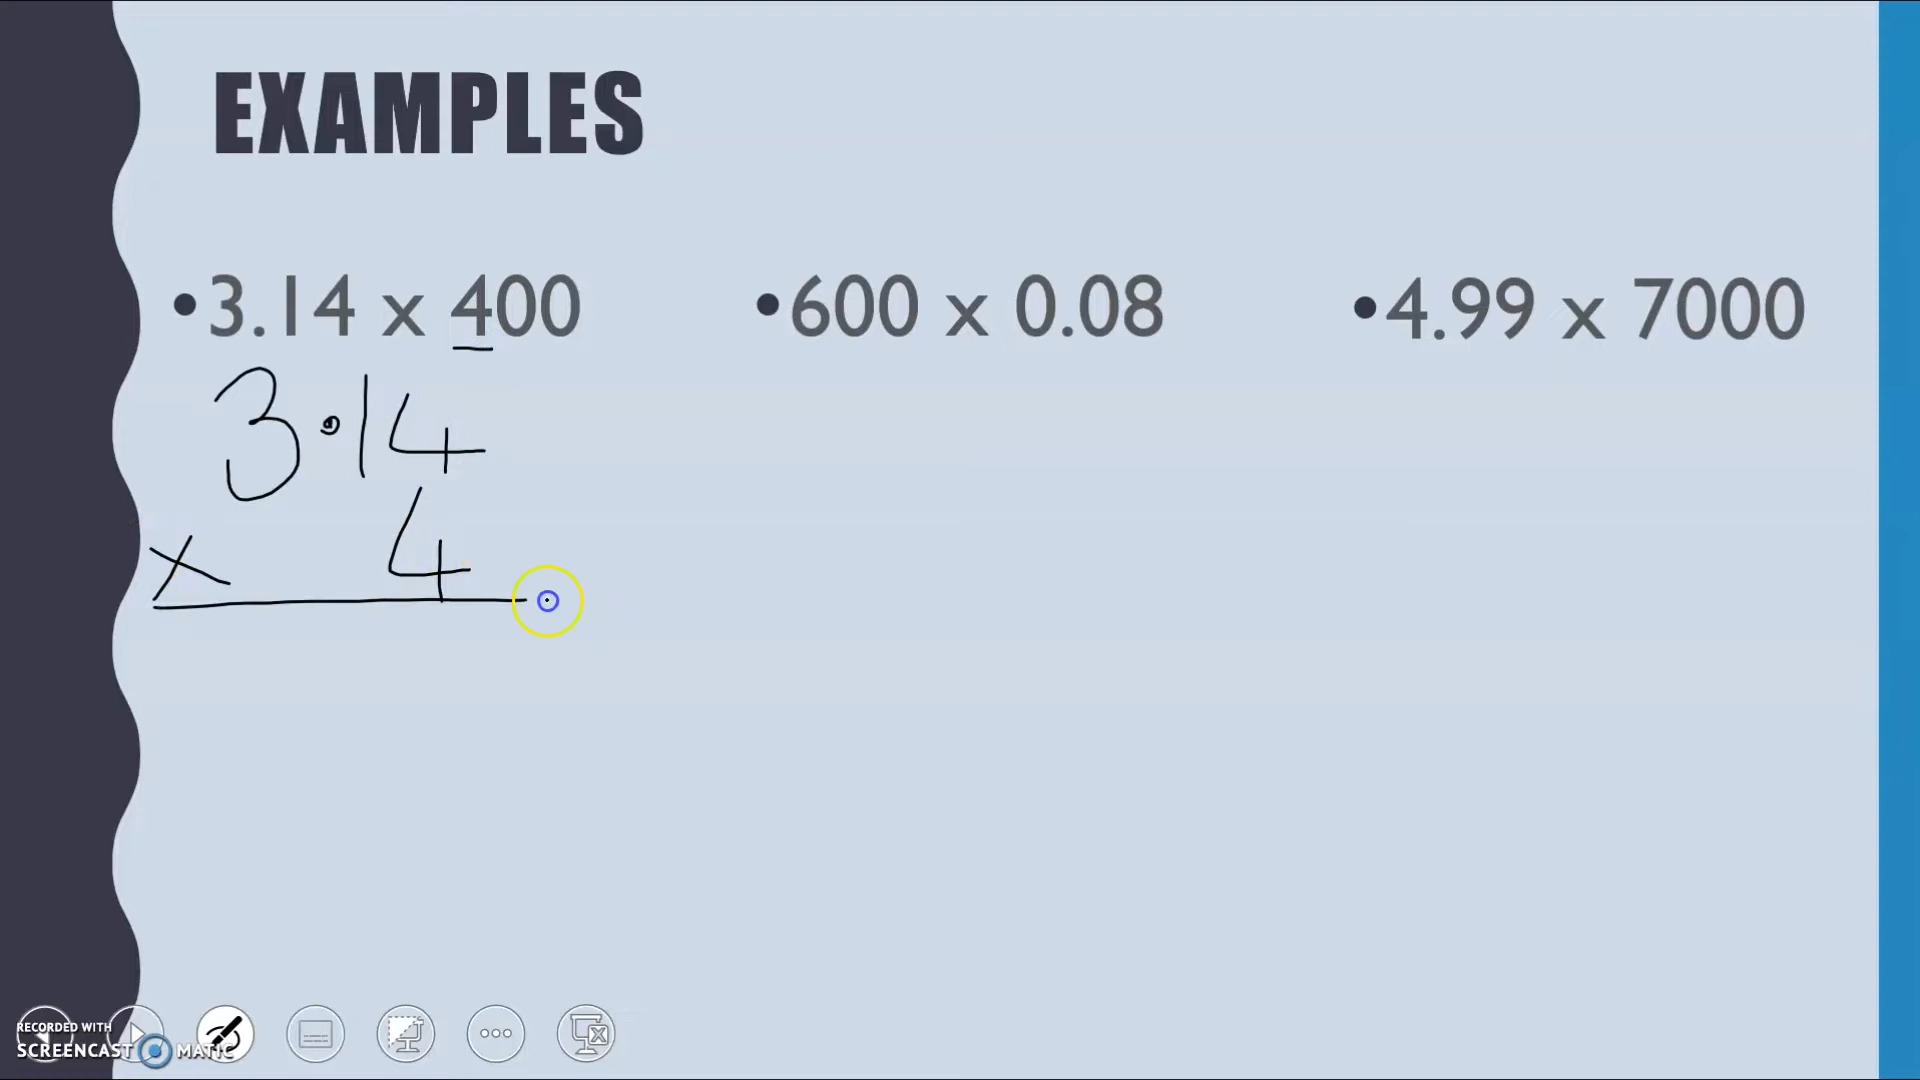 EXAMPLES
•3.14 x 400
•600 x 0.08
•4.99 x 7000
3.14
x 4
RECORDED WITH
SCREENCAST MATIC